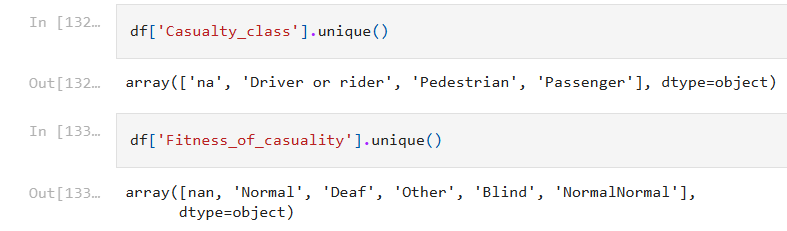 In [132…
df['Casualty_class'].unique()
Out[132…
array(['na', 'Driver or rider', 'Pedestrian', 'Passenger'], dtype=object)
In [133…
df['Fitness_of_casuality'].unique()
Out[133…
array([nan, 'Normal', 'Deaf', 'Other', 'Blind', 'NormalNormal'],
dtype=object)